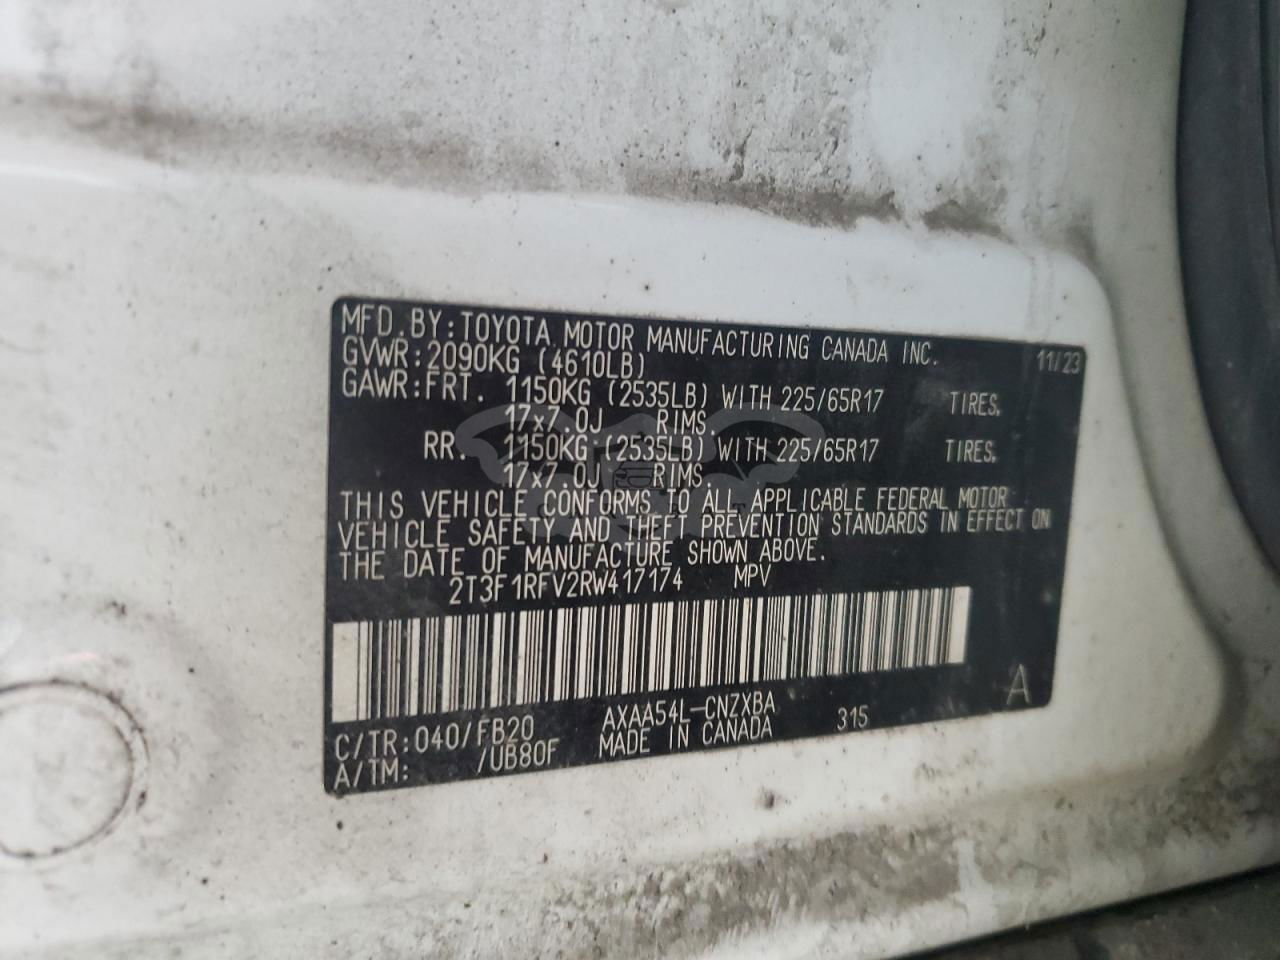 MFD.BY:TOYOTA MOTOR MANUFACTURING CANADA INC. 11/23
GVWR:2090KG (4610LB)
GAWR:FRT. 1150KG (2535LB) WITH 225/65R17 TIRES,
17x7.0J RIMS.
RR. 1150KG (2535LB) WITH 225/65R17 TIRES,
17x7.0J RIMS.
THIS VEHICLE CONFORMS TO ALL APPLICABLE FEDERAL MOTOR
VEHICLE SAFETY AND THEFT PREVENTION STANDARDS IN EFFECT ON
THE DATE OF MANUFACTURE SHOWN ABOVE.
2T3F1RFV2RW417174 MPV
A
C/TR:040/FB20 AXAA54L-CNZXBA 315
A/TM: /UB80F MADE IN CANADA